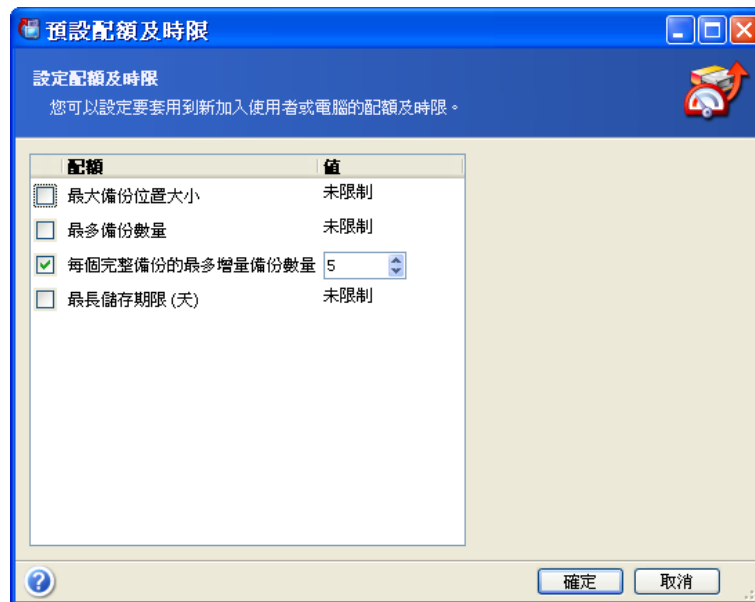 預設配額及時限
設定配額及時限
您可以設定要套用到新加入使用者或電腦的配額及時限。
配額 值
最大備份位置大小 未限制
最多備份數量 未限制
每個完整備份的最多增量備份數量 5
最長儲存期限 (天) 未限制
確定 取消